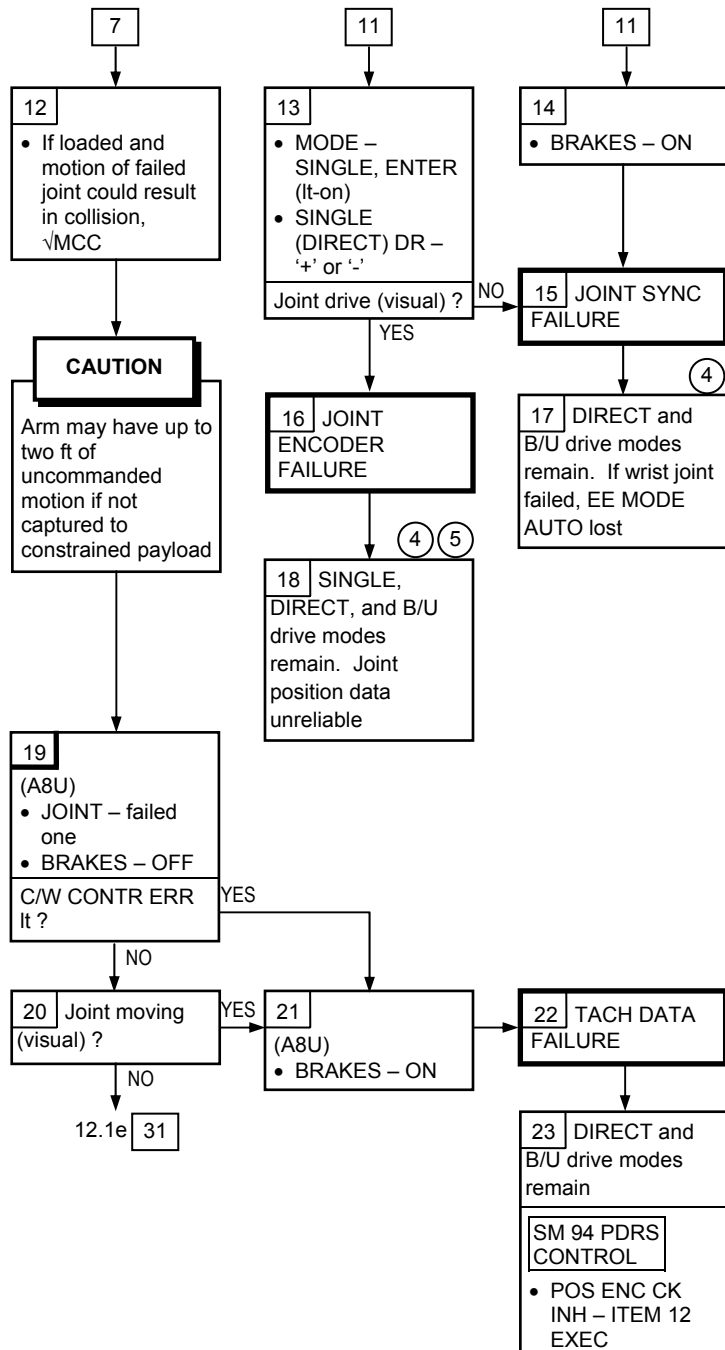 7
12
• If loaded and
motion of failed
joint could result
in collision,
√MCC
CAUTION
Arm may have up to
two ft of
uncommanded
motion if not
captured to
constrained payload
19
(A8U)
• JOINT – failed
one
• BRAKES – OFF
C/W CONTR ERR
lt ?
YES
NO
20 Joint moving
(visual) ?
YES
NO
12.1e 31
21
(A8U)
• BRAKES – ON
11
13
• MODE –
SINGLE, ENTER
(lt-on)
• SINGLE
(DIRECT) DR –
'+' or '-'
Joint drive (visual) ?
NO
YES
16 JOINT
ENCODER
FAILURE
4 5
18 SINGLE,
DIRECT, and B/U
drive modes
remain. Joint
position data
unreliable
11
14
• BRAKES – ON
15 JOINT SYNC
FAILURE
4
17 DIRECT and
B/U drive modes
remain. If wrist joint
failed, EE MODE
AUTO lost
22 TACH DATA
FAILURE
23 DIRECT and
B/U drive modes
remain
SM 94 PDRS
CONTROL
• POS ENC CK
INH – ITEM 12
EXEC